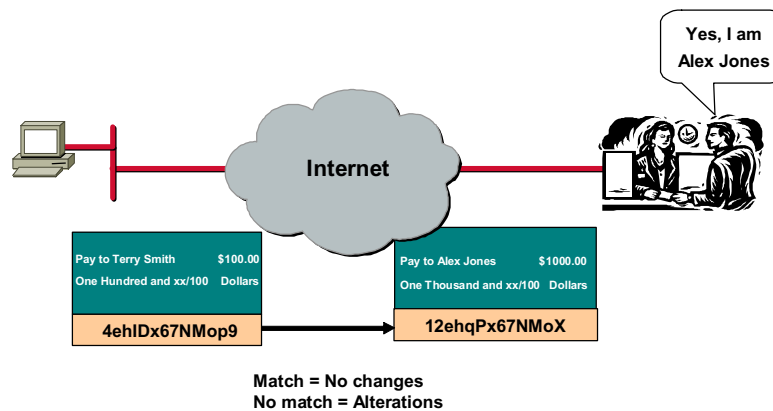 Yes, I am
Alex Jones
Internet
Pay to Terry Smith $100.00
One Hundred and xx/100 Dollars
4ehIDx67NMop9
Pay to Alex Jones $1000.00
One Thousand and xx/100 Dollars
12ehqPx67NMoX
Match = No changes
No match = Alterations